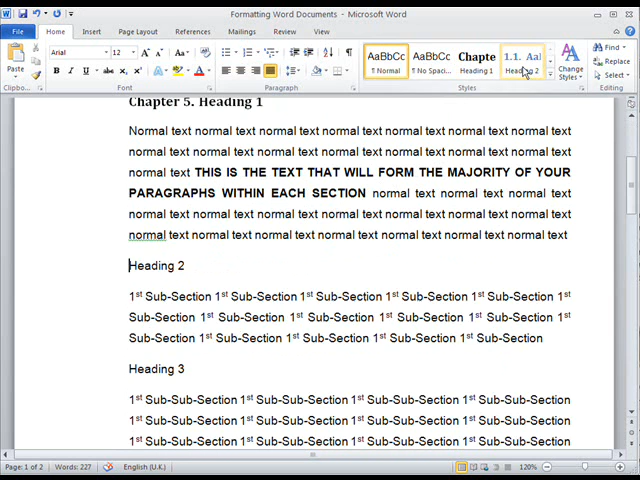 Formatting Word Documents - Microsoft Word
File Home Insert Page Layout References Mailings Review View
Paste
Arial 12
Clipboard Font Paragraph Styles Editing
AaBbCc AaBbCc Chapte 1.1. Aal
¶ Normal ¶ No Spaci... Heading 1 Heading 2
Change Styles
Find
Replace
Select
Chapter 5. Heading 1
Normal text normal text normal text normal text normal text normal text
normal text normal text normal text normal text normal text normal text
normal text THIS IS THE TEXT THAT WILL FORM THE MAJORITY OF YOUR
PARAGRAPHS WITHIN EACH SECTION normal text normal text normal text
normal text normal text normal text normal text normal text normal text
normal text normal text normal text normal text normal text normal text
Heading 2
1st Sub-Section 1st Sub-Section 1st Sub-Section 1st Sub-Section 1st Sub-Section 1st
Sub-Section 1st Sub-Section 1st Sub-Section 1st Sub-Section 1st Sub-Section 1st
Sub-Section 1st Sub-Section 1st Sub-Section 1st Sub-Section 1st Sub-Section
Heading 3
1st Sub-Sub-Section 1st Sub-Sub-Section 1st Sub-Sub-Section 1st Sub-Sub-Section
1st Sub-Sub-Section 1st Sub-Sub-Section 1st Sub-Sub-Section 1st Sub-Sub-Section
1st Sub-Sub-Section 1st Sub-Sub-Section 1st Sub-Sub-Section 1st Sub-Sub-Section
Page: 1 of 2 Words: 227 English (U.K.) 120%